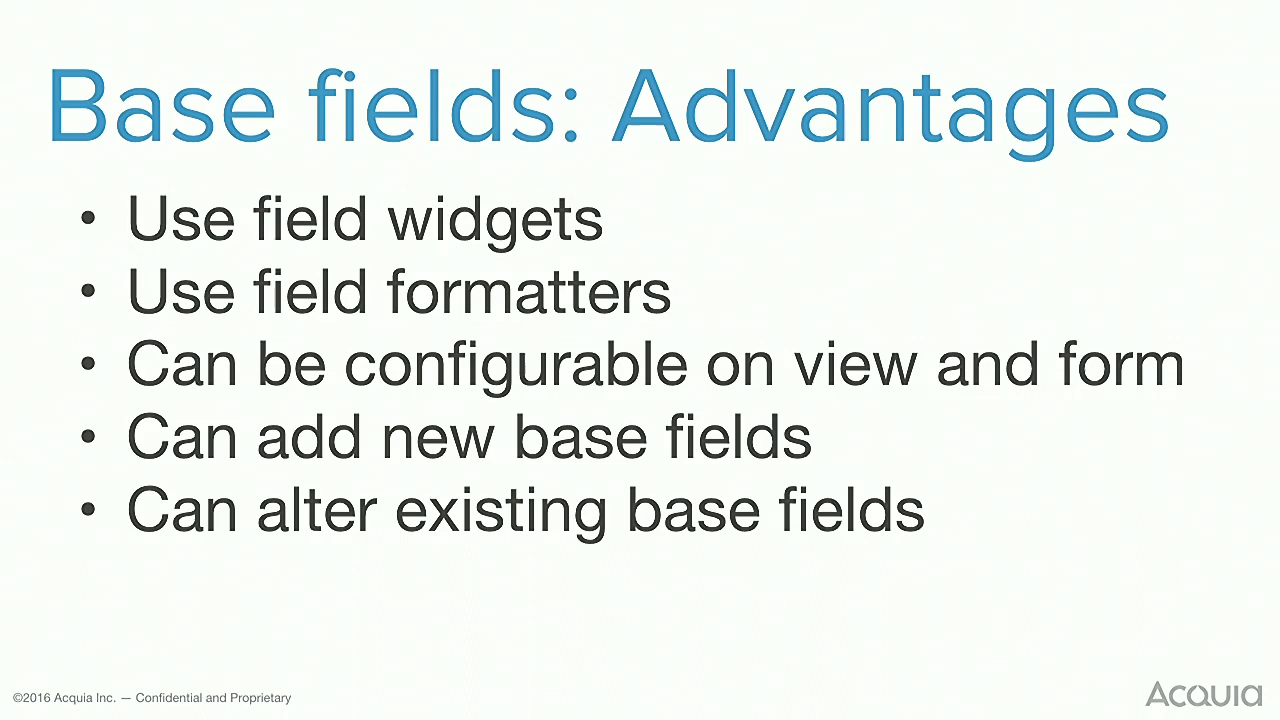 Base fields: Advantages
• Use field widgets
• Use field formatters
• Can be configurable on view and form
• Can add new base fields
• Can alter existing base fields
©2016 Acquia Inc. — Confidential and Proprietary
Acquia